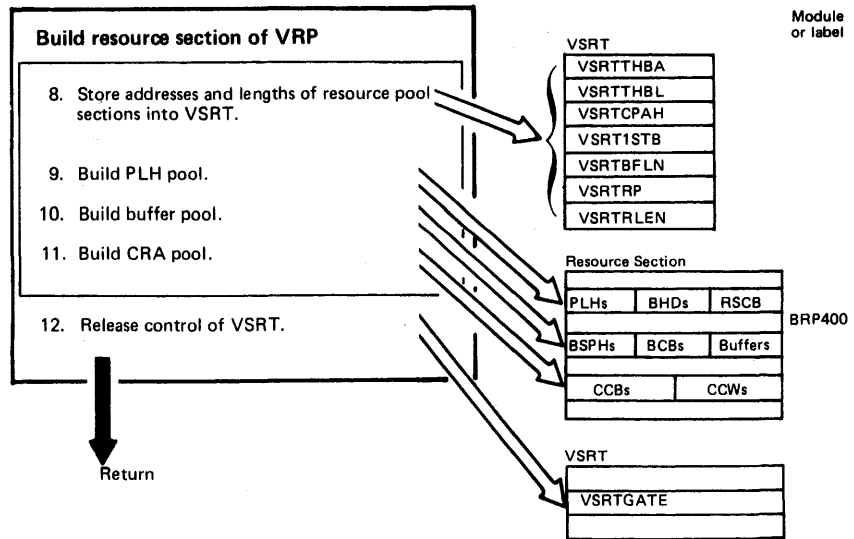 Module
or label
Build resource section of VRP
8. Store addresses and lengths of resource pool
sections into VSRT.
9. Build PLH pool.
10. Build buffer pool.
11. Build CRA pool.
12. Release control of VSRT.
Return
VSRT
VSRTTHBA
VSRTTHBL
VSRTCPAH
VSRT1STB
VSRTBFLN
VSRTRP
VSRTRLEN
Resource Section
PLHs BHDs RSCB
BRP400
BSPHs BCBs Buffers
CCBs CCWs
VSRT
VSRTGATE